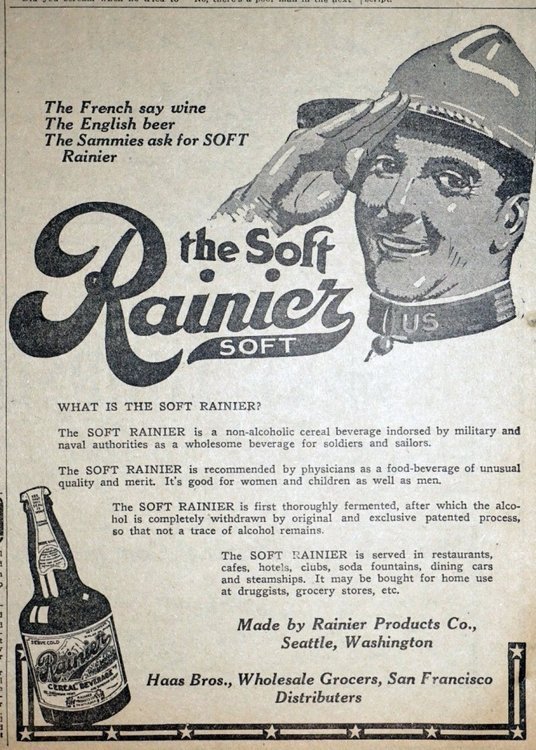 No, there's a poor man in the next
The French say wine
The English beer
The Sammies ask for SOFT
Rainier
the Soft
Rainier
SOFT
US
WHAT IS THE SOFT RAINIER?
The SOFT RAINIER is a non-alcoholic cereal beverage indorsed by military and
naval authorities as a wholesome beverage for soldiers and sailors.
The SOFT RAINIER is recommended by physicians as a food-beverage of unusual
quality and merit. It's good for women and children as well as men.
The SOFT RAINIER is first thoroughly fermented, after which the alco-
hol is completely withdrawn by original and exclusive patented process,
so that not a trace of alcohol remains.
The SOFT RAINIER is served in restaurants,
cafes, hotels, clubs, soda fountains, dining cars
and steamships. It may be bought for home use
at druggists, grocery stores, etc.
SERVE COLD
Rainier
CEREAL BEVERAGE
Made by Rainier Products Co.,
Seattle, Washington
Haas Bros., Wholesale Grocers, San Francisco
Distributers